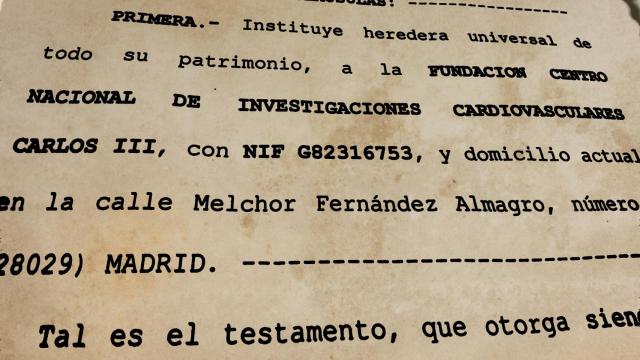 PRIMERA.- Instituye heredera universal de
todo su patrimonio, a la FUNDACION CENTRO
NACIONAL DE INVESTIGACIONES CARDIOVASCULARES
CARLOS III, con NIF G82316753, y domicilio actual
en la calle Melchor Fernández Almagro, número
28029) MADRID. ------------------------------
Tal es el testamento, que otorga